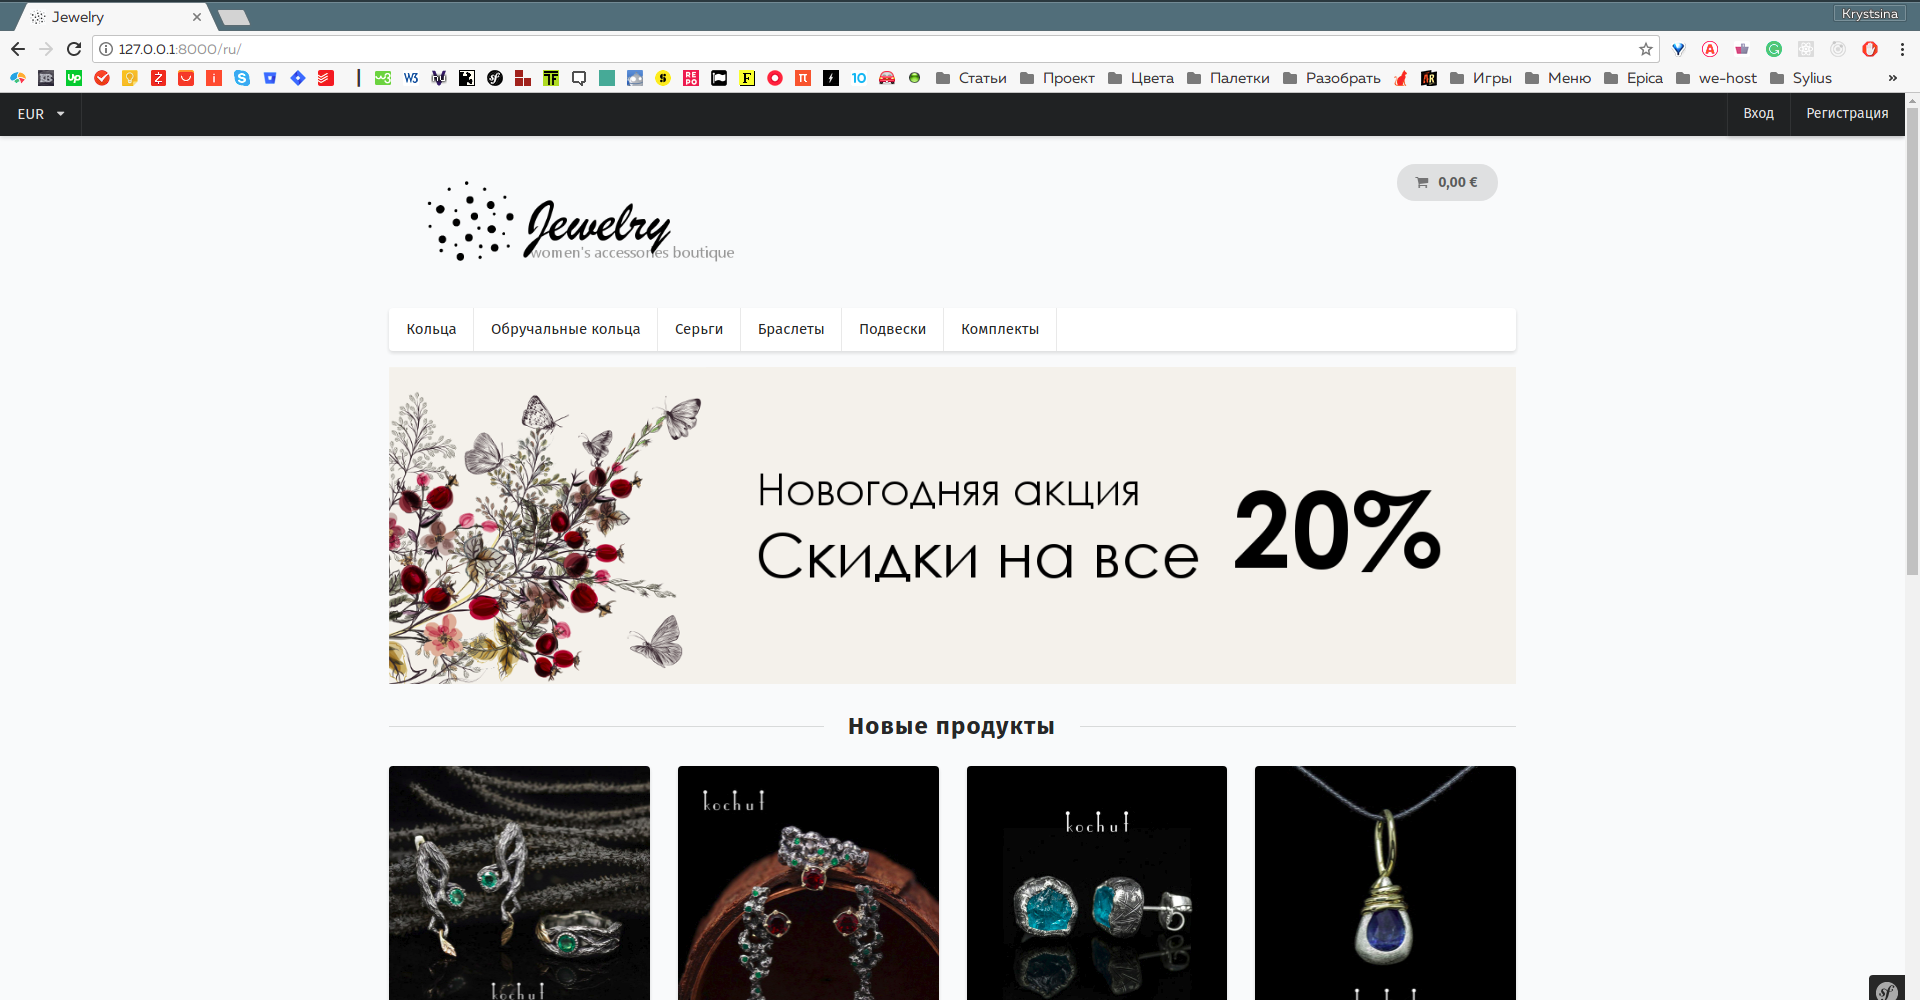 Jewelry
Krystsina
127.0.0.1:8000/ru/
Статьи Проект Цвета Палетки Разобрать Игры Меню Epica we-host Sylius »
EUR
Вход Регистрация
0,00 €
Jewelry
women's accessories boutique
Кольца Обручальные кольца Серьги Браслеты Подвески Комплекты
Новогодняя акция
Скидки на все 20%
Новые продукты
kochut
kochut
kochut
kochut